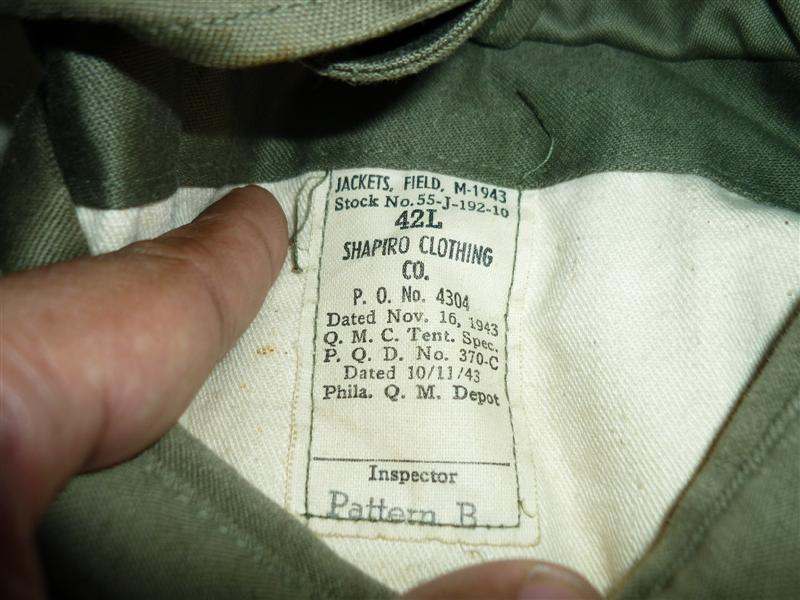 JACKETS, FIELD, M-1943
Stock No. 55-J-192-10
42L
SHAPIRO CLOTHING
CO.
P. O. No. 4304
Dated Nov. 16, 1943
Q. M. C. Tent. Spec.
P. Q. D. No. 370-C
Dated 10/11/43
Phila. Q. M. Depot
Inspector
Pattern B